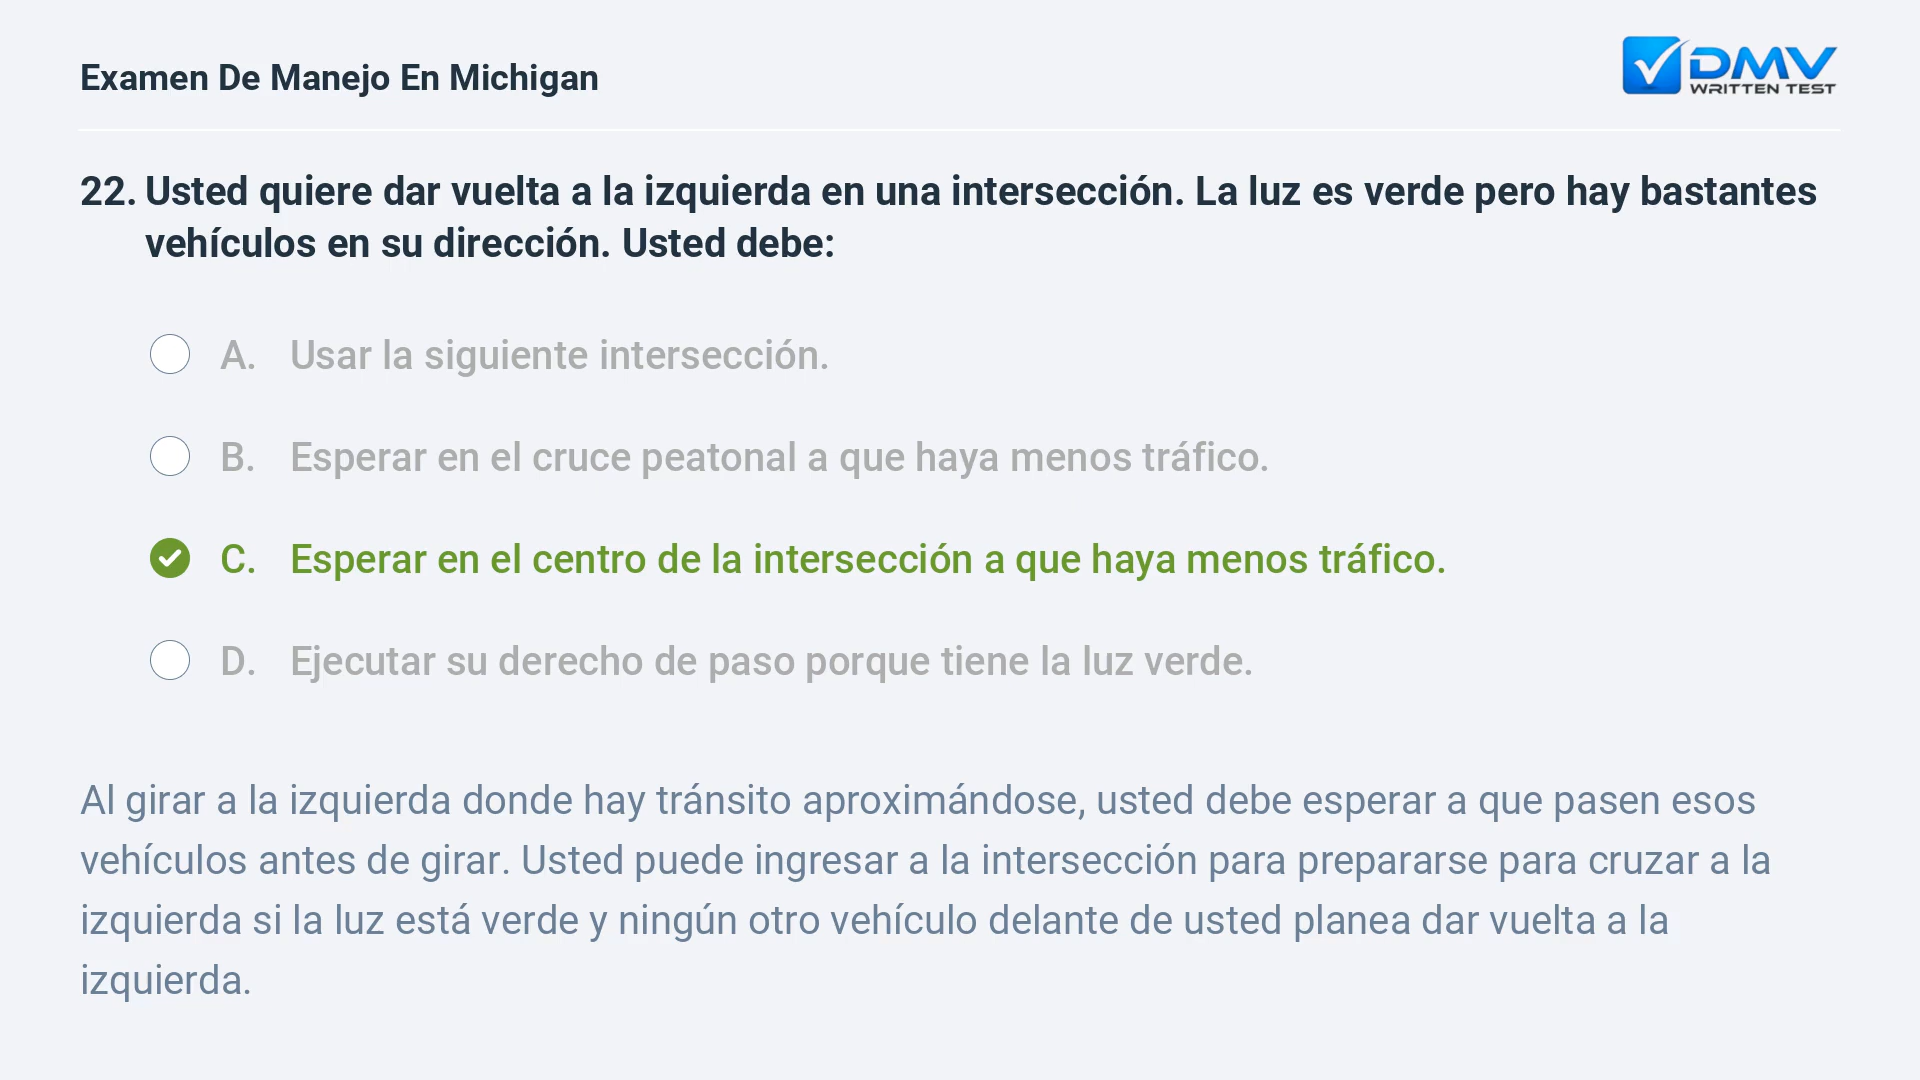 Examen De Manejo En Michigan
DMV
WRITTEN TEST
22. Usted quiere dar vuelta a la izquierda en una intersección. La luz es verde pero hay bastantes
vehículos en su dirección. Usted debe:
A. Usar la siguiente intersección.
B. Esperar en el cruce peatonal a que haya menos tráfico.
C. Esperar en el centro de la intersección a que haya menos tráfico.
D. Ejecutar su derecho de paso porque tiene la luz verde.
Al girar a la izquierda donde hay tránsito aproximándose, usted debe esperar a que pasen esos
vehículos antes de girar. Usted puede ingresar a la intersección para prepararse para cruzar a la
izquierda si la luz está verde y ningún otro vehículo delante de usted planea dar vuelta a la
izquierda.